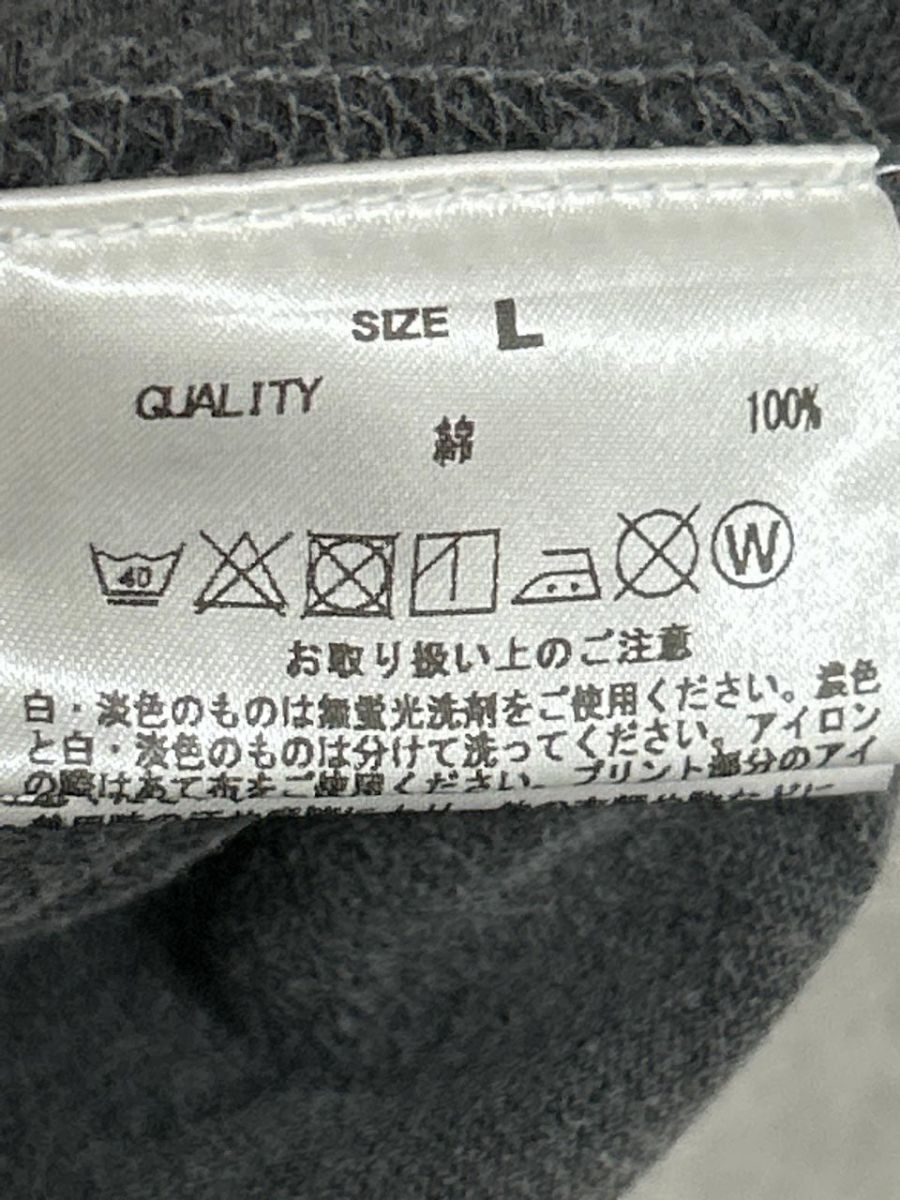 SIZE L
QUALITY
綿 100%
40
W
お取り扱い上のご注意
白・淡色のものは無蛍光洗剤をご使用ください。濃色
と白・淡色のものは分けて洗ってください。アイロン
の際はあて布をご使用ください。プリント部分のアイ